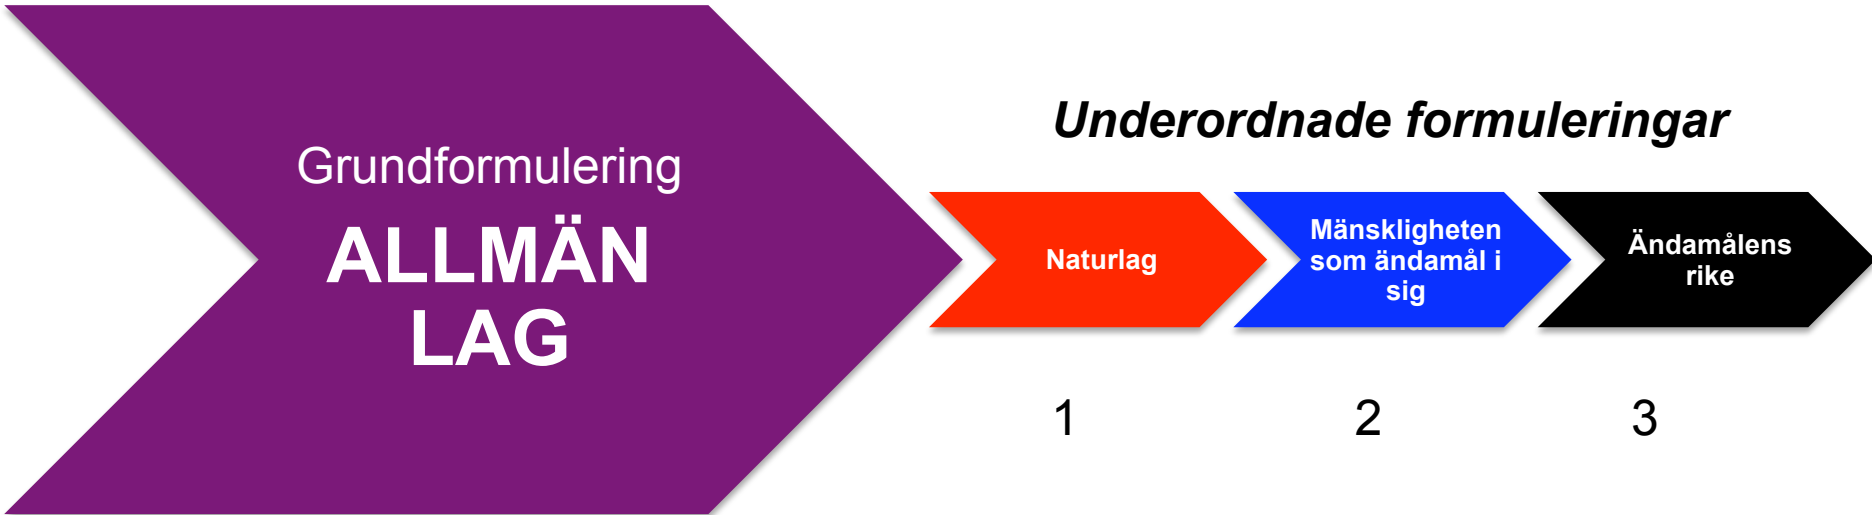 Grundformulering
ALLMÄN
LAG
Underordnade formuleringar
Naturlag
Mänskligheten
som ändamål i
sig
Ändamålens
rike
1
2
3